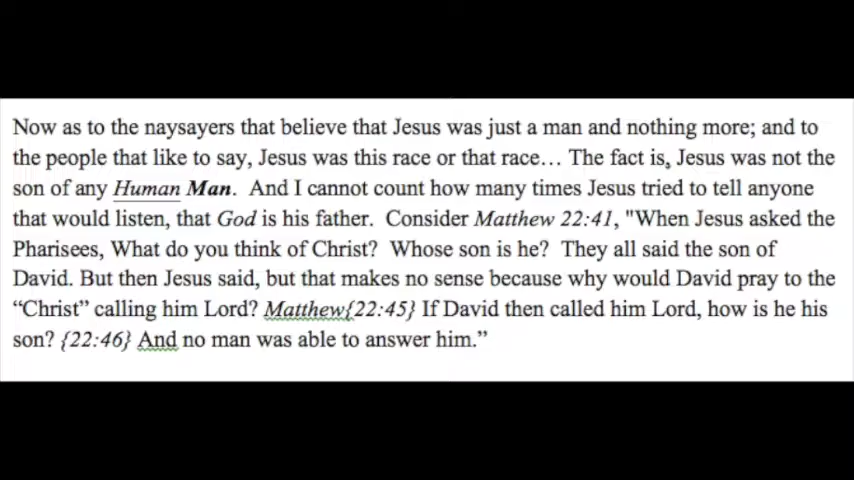 Now as to the naysayers that believe that Jesus was just a man and nothing more; and to
the people that like to say, Jesus was this race or that race… The fact is, Jesus was not the
son of any Human Man.  And I cannot count how many times Jesus tried to tell anyone
that would listen, that God is his father.  Consider Matthew 22:41, "When Jesus asked the
Pharisees, What do you think of Christ?  Whose son is he?  They all said the son of
David. But then Jesus said, but that makes no sense because why would David pray to the
“Christ” calling him Lord? Matthew{22:45} If David then called him Lord, how is he his
son? {22:46} And no man was able to answer him.”